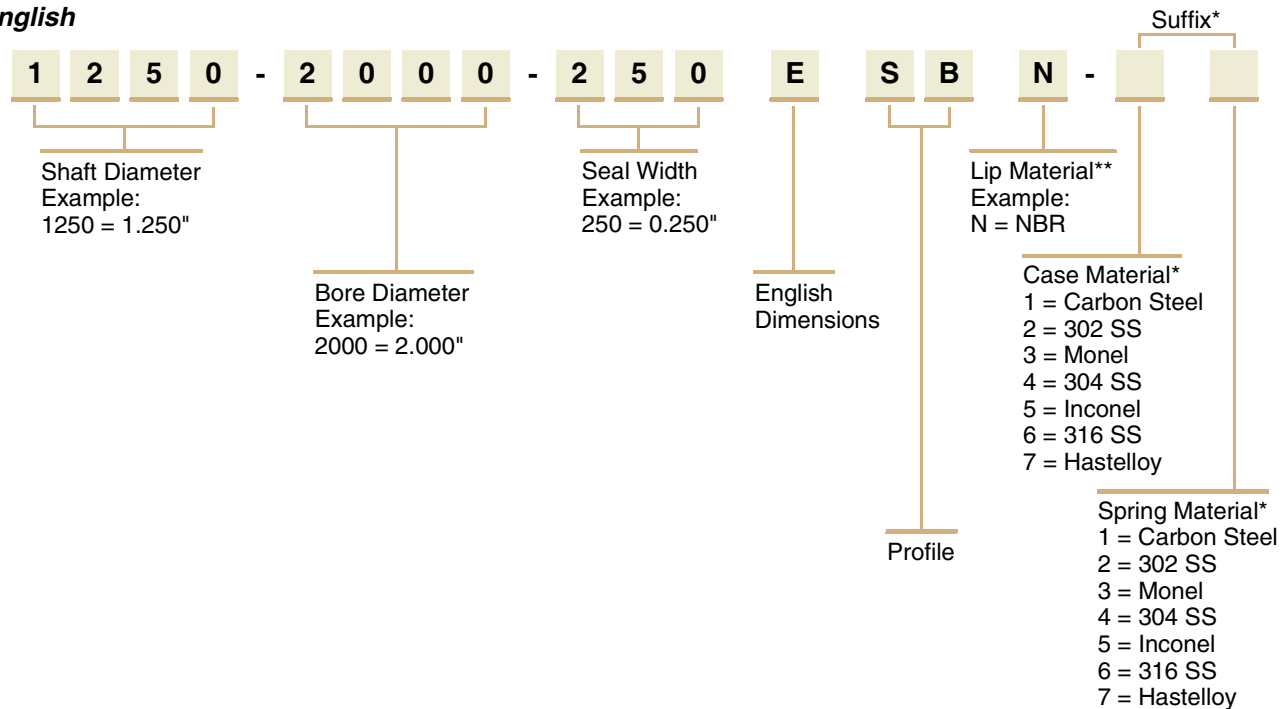 nglish
Suffix*
1 2 5 0 - 2 0 0 0 - 2 5 0 E S B N -
Shaft Diameter
Example:
1250 = 1.250"
Bore Diameter
Example:
2000 = 2.000"
Seal Width
Example:
250 = 0.250"
English
Dimensions
Profile
Lip Material**
Example:
N = NBR
Case Material*
1 = Carbon Steel
2 = 302 SS
3 = Monel
4 = 304 SS
5 = Inconel
6 = 316 SS
7 = Hastelloy
Spring Material*
1 = Carbon Steel
2 = 302 SS
3 = Monel
4 = 304 SS
5 = Inconel
6 = 316 SS
7 = Hastelloy